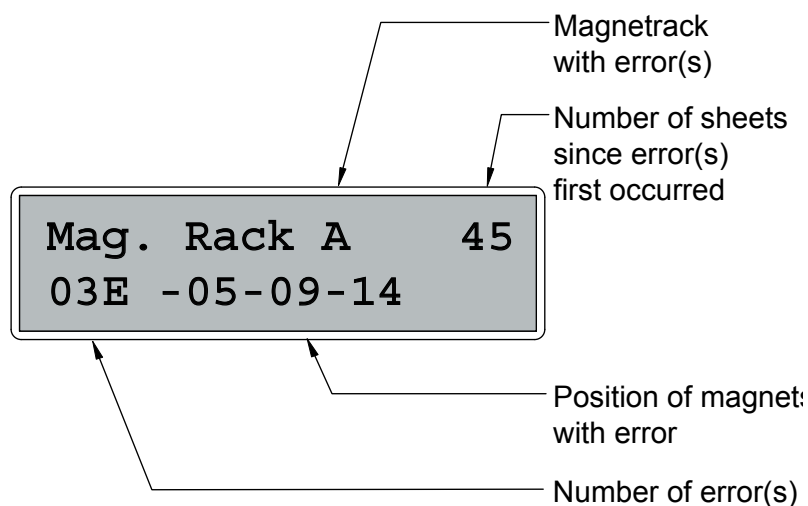 Magnetrack
with error(s)
Number of sheets
since error(s)
first occurred
Mag. Rack A 45
03E -05-09-14
Position of magnets
with error
Number of error(s)